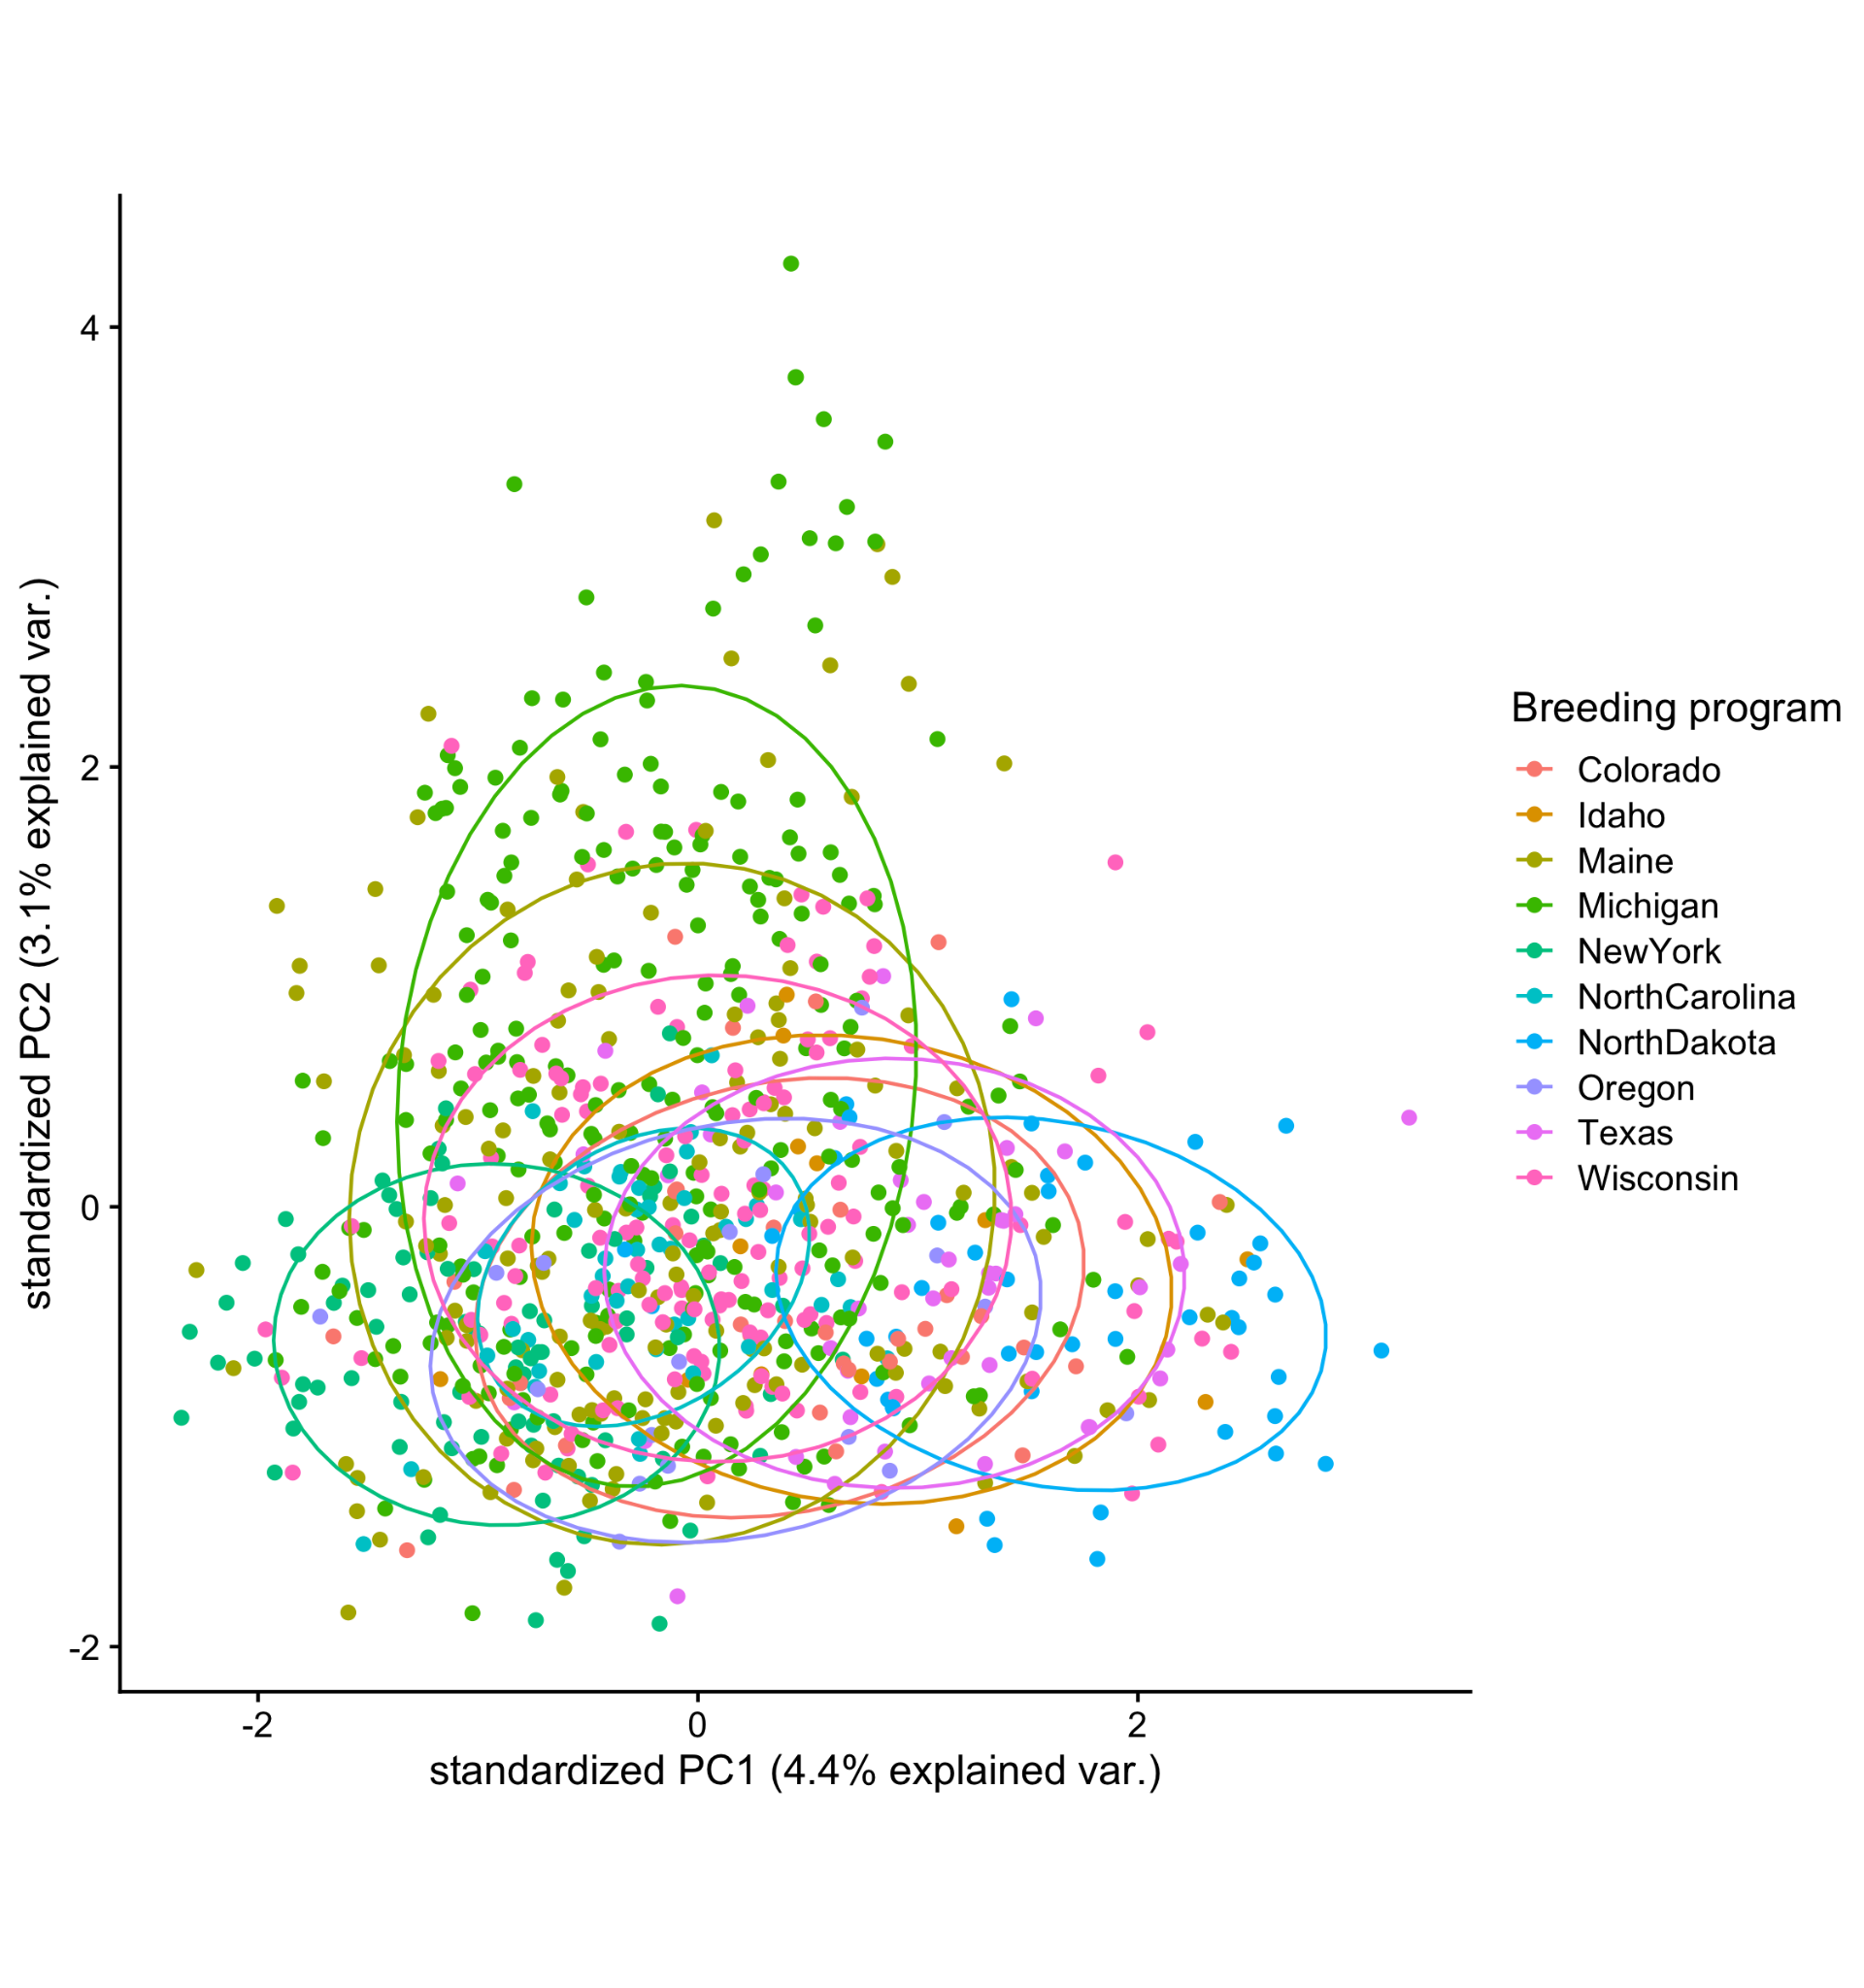 standardized PC2 (3.1% explained var.)
4
2
0
-2
-2 0 2
standardized PC1 (4.4% explained var.)
Breeding program
Colorado
Idaho
Maine
Michigan
NewYork
NorthCarolina
NorthDakota
Oregon
Texas
Wisconsin